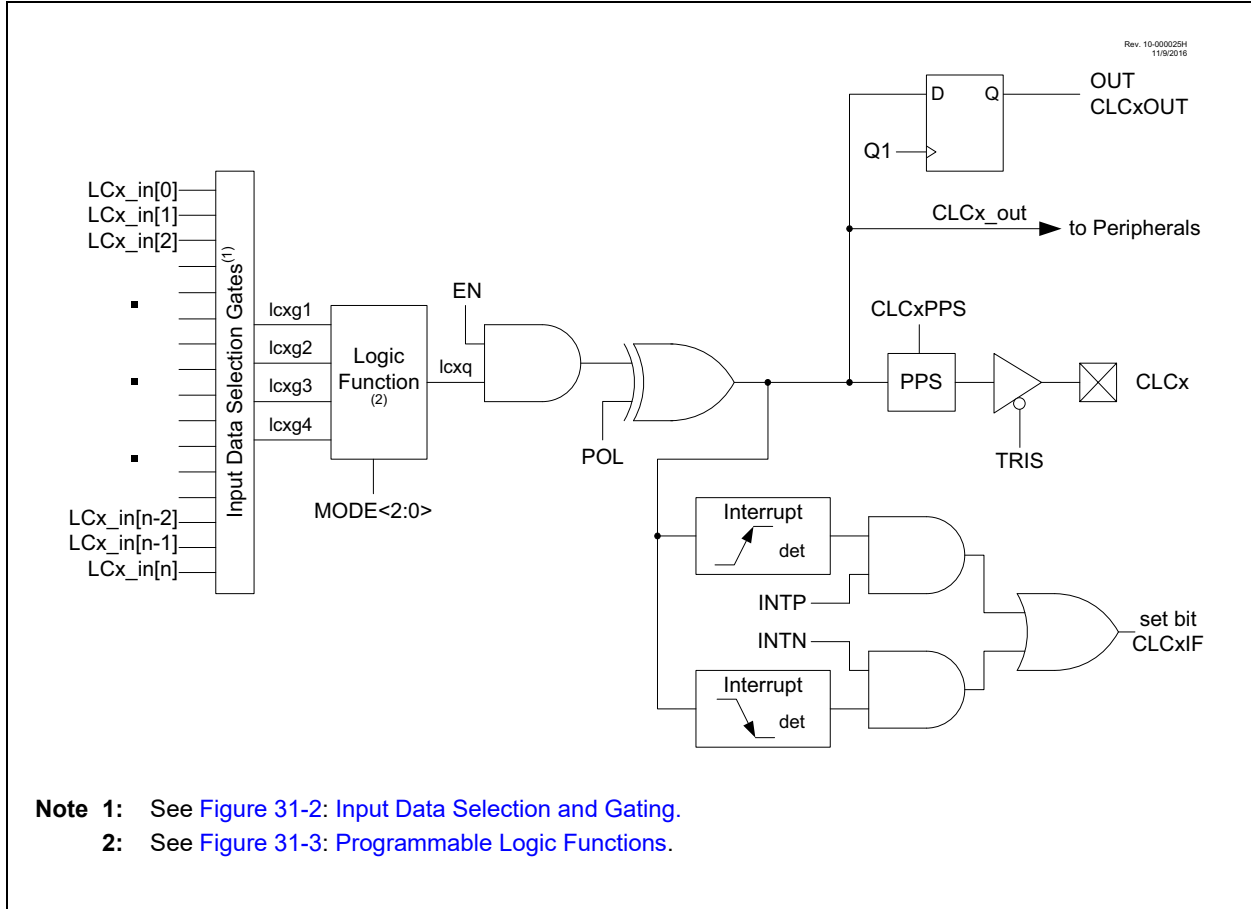 Rev. 10-000025H
11/9/2016
OUT
CLCxOUT
D Q
Q1
CLCx_out
to Peripherals
LCx_in[0]
LCx_in[1]
LCx_in[2]
LCx_in[n-2]
LCx_in[n-1]
LCx_in[n]
Input Data Selection Gates(1)
lcxg1
lcxg2
lcxg3
lcxg4
Logic
Function
(2)
MODE<2:0>
lcxq
EN
POL
CLCxPPS
PPS
TRIS
CLCx
Interrupt
det
INTP
INTN
Interrupt
det
set bit
CLCxIF
Note 1: See Figure 31-2: Input Data Selection and Gating.
2: See Figure 31-3: Programmable Logic Functions.